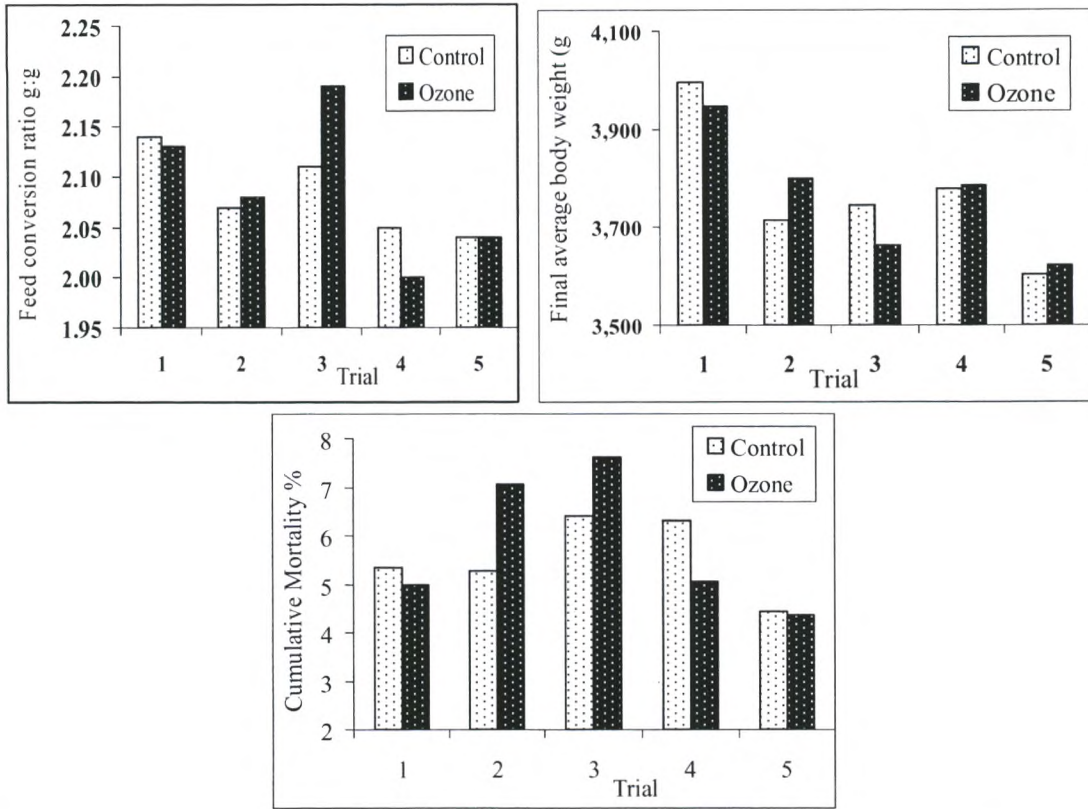 Feed conversion ratio g:g
2.25
2.20
2.15
2.10
2.05
2.00
1.95
Control
Ozone
1 2 3 4 5
Trial
Final average body weight (g
4,100
3,900
3,700
3,500
Control
Ozone
1 2 3 4 5
Trial
Cumulative Mortality %
8
7
6
5
4
3
2
Control
Ozone
1 2 3 4 5
Trial